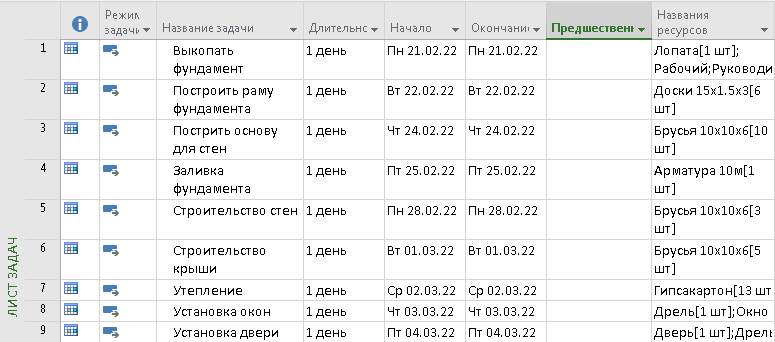 Режим задачи
Название задачи
Длительнс
Начало
Окончани
Предшественн
Названия ресурсов
1 Выкопать фундамент 1 день Пн 21.02.22 Пн 21.02.22 Лопата[1 шт]; Рабочий;Руководи
2 Построить раму фундамента 1 день Вт 22.02.22 Вт 22.02.22 Доски 15x1.5x3[6 шт]
3 Построить основу для стен 1 день Чт 24.02.22 Чт 24.02.22 Брусья 10x10x6[10 шт]
4 Заливка фундамента 1 день Пт 25.02.22 Пт 25.02.22 Арматура 10м[1 шт]
5 Строительство стен 1 день Пн 28.02.22 Пн 28.02.22 Брусья 10x10x6[3 шт]
6 Строительство крыши 1 день Вт 01.03.22 Вт 01.03.22 Брусья 10x10x6[5 шт]
7 Утепление 1 день Ср 02.03.22 Ср 02.03.22 Гипсакартон[13 шт
8 Установка окон 1 день Чт 03.03.22 Чт 03.03.22 Дрель[1 шт];Окно
9 Установка двери 1 день Пт 04.03.22 Пт 04.03.22 Дверь[1 шт];Дрел
ЛИСТ ЗАДАЧ